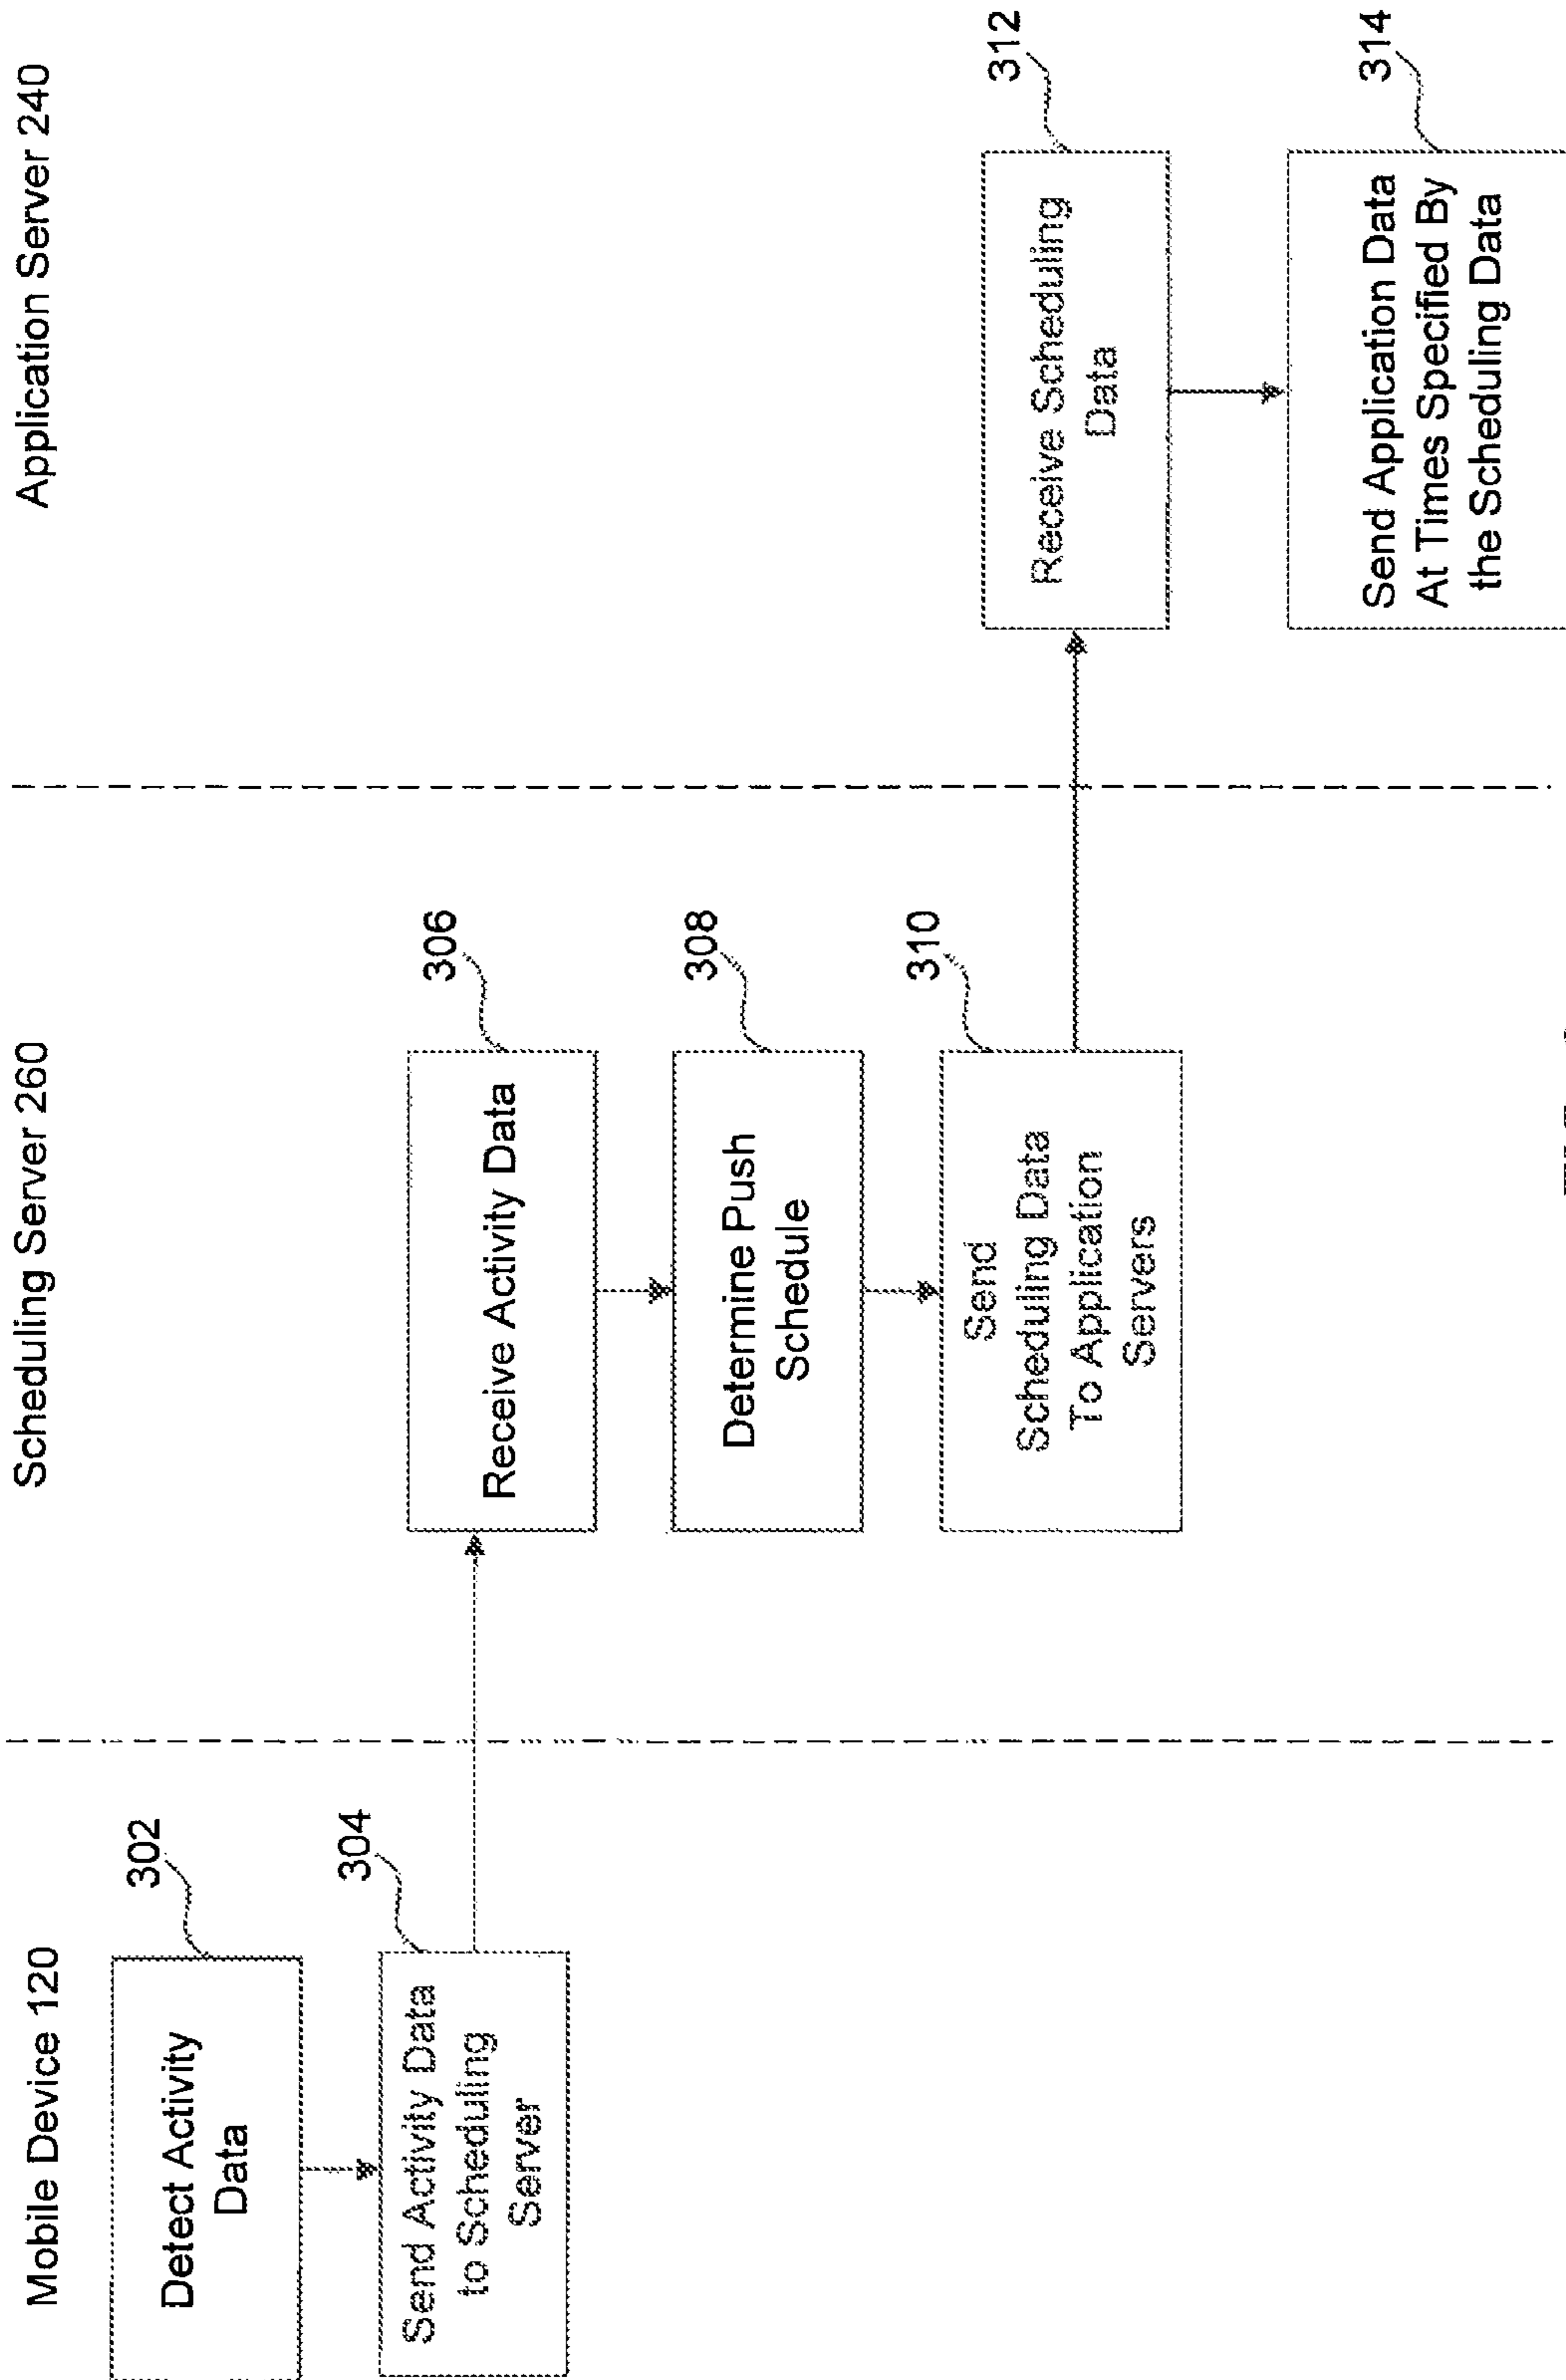 Mobile Device 120
302
Detect Activity
Data
304
Send Activity Data
to Scheduling
Server
Scheduling Server 260
306
Receive Activity Data
308
Determine Push
Schedule
310
Send
Scheduling Data
To Application
Servers
Application Server 240
312
Receive Scheduling
Data
314
Send Application Data
At Times Specified By
the Scheduling Data